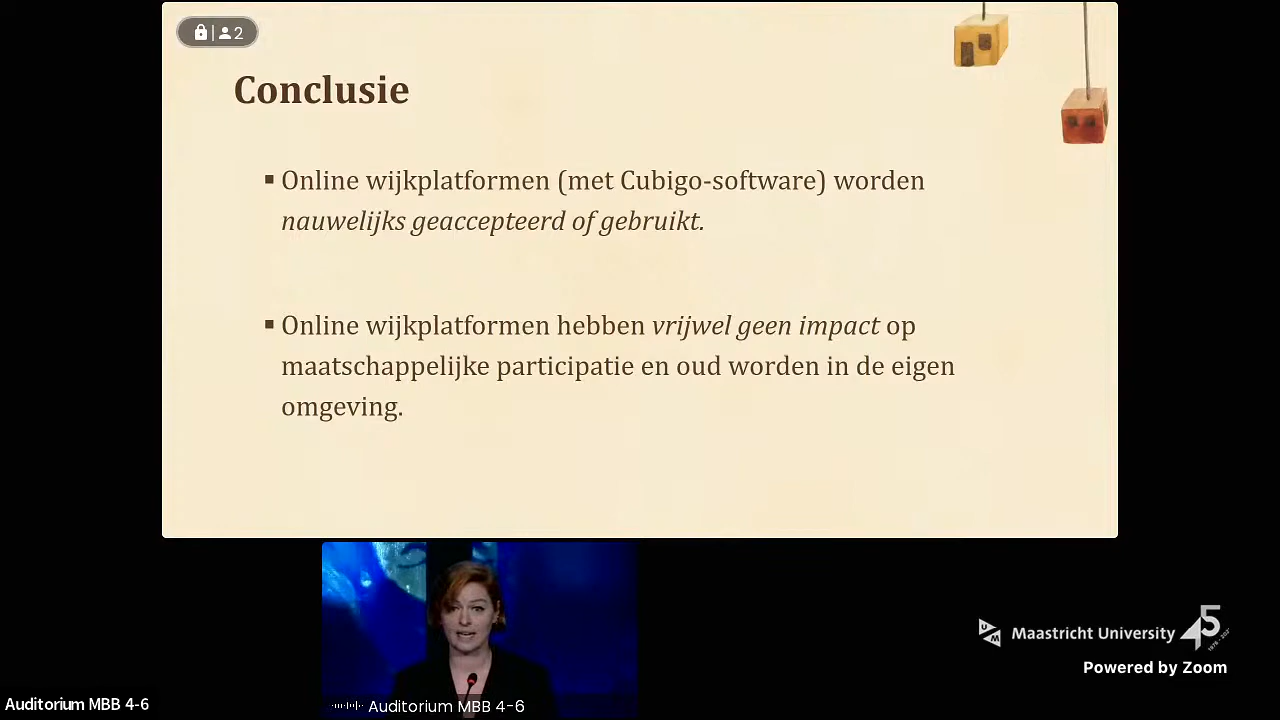 2
Conclusie
▪ Online wijkplatformen (met Cubigo-software) worden
nauwelijks geaccepteerd of gebruikt.
▪ Online wijkplatformen hebben vrijwel geen impact op
maatschappelijke participatie en oud worden in de eigen
omgeving.
UM
Maastricht University
45
Powered by Zoom
Auditorium MBB 4-6
Auditorium MBB 4-6